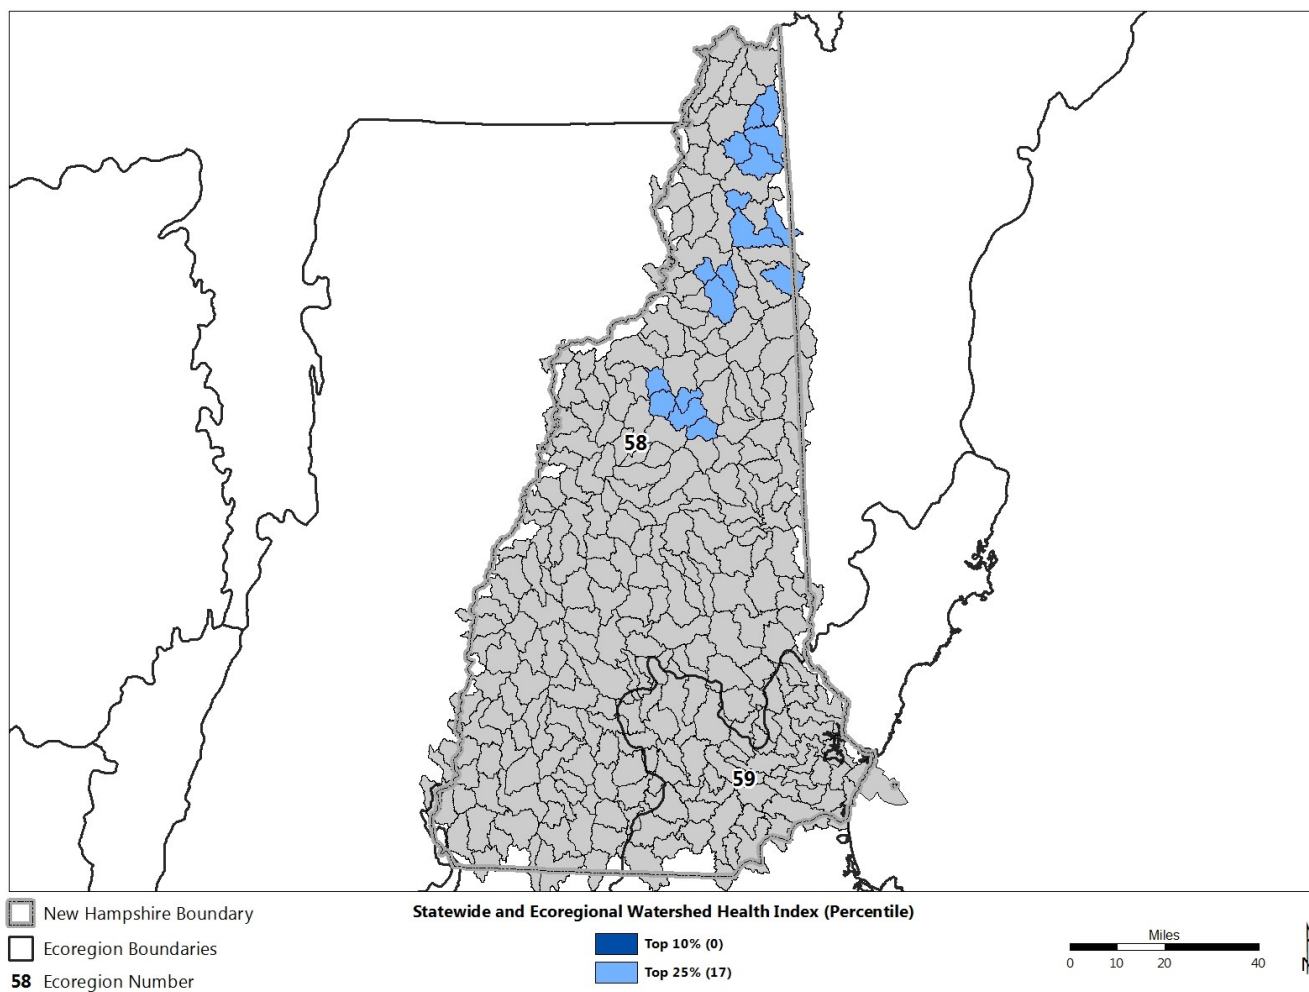 58
59
New Hampshire Boundary
Ecoregion Boundaries
58 Ecoregion Number
Statewide and Ecoregional Watershed Health Index (Percentile)
Top 10% (0)
Top 25% (17)
Miles
0 10 20 40